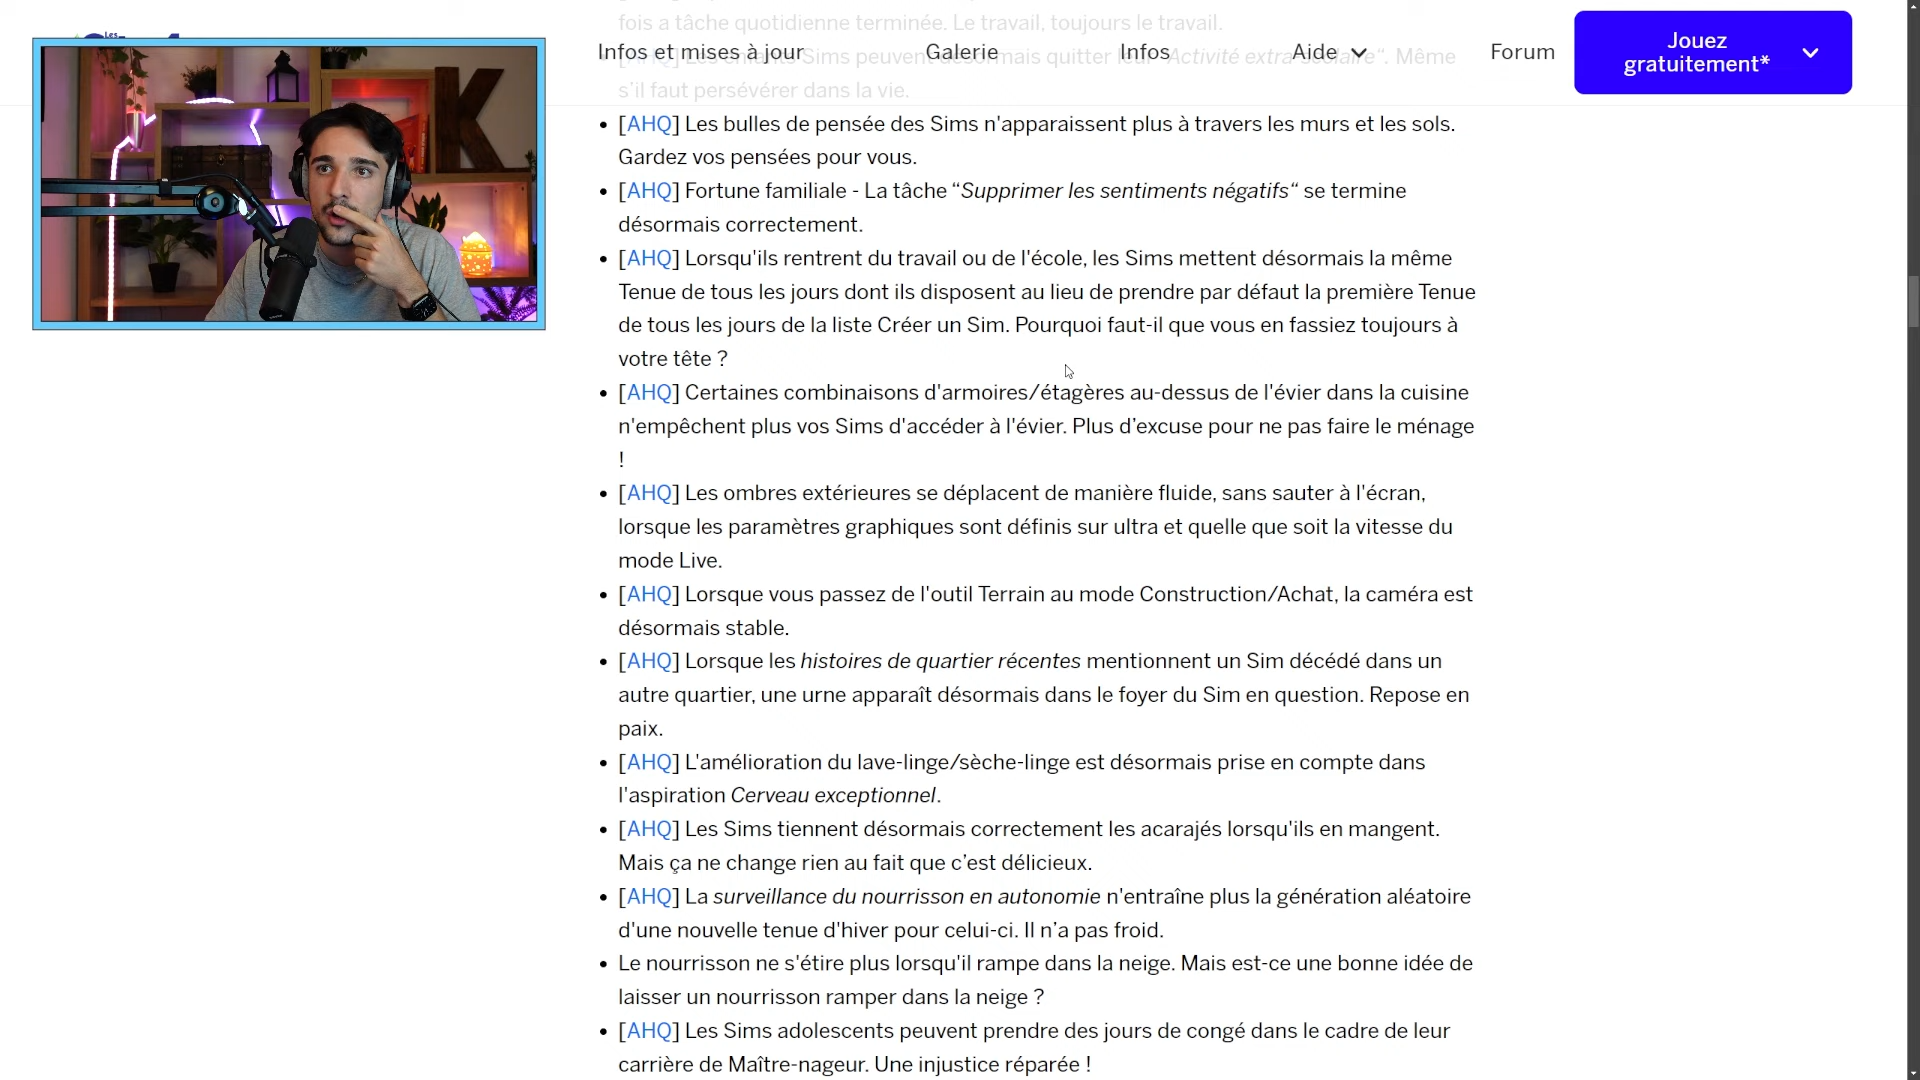 fois a tâche quotidienne terminée. Le travail, toujours le travail.
Les
Infos et mises à jour
Galerie
Infos
Aide
Forum
Jouez
gratuitement*
[AHQ] Les enfants Sims peuvent désormais quitter leur “Activité extra-scolaire“. Même
s’il faut persévérer dans la vie.
K
• [AHQ] Les bulles de pensée des Sims n'apparaissent plus à travers les murs et les sols.
Gardez vos pensées pour vous.
• [AHQ] Fortune familiale - La tâche “Supprimer les sentiments négatifs“ se termine
désormais correctement.
• [AHQ] Lorsqu'ils rentrent du travail ou de l'école, les Sims mettent désormais la même
Tenue de tous les jours dont ils disposent au lieu de prendre par défaut la première Tenue
de tous les jours de la liste Créer un Sim. Pourquoi faut-il que vous en fassiez toujours à
votre tête ?
• [AHQ] Certaines combinaisons d'armoires/étagères au-dessus de l'évier dans la cuisine
n'empêchent plus vos Sims d'accéder à l'évier. Plus d’excuse pour ne pas faire le ménage
!
• [AHQ] Les ombres extérieures se déplacent de manière fluide, sans sauter à l'écran,
lorsque les paramètres graphiques sont définis sur ultra et quelle que soit la vitesse du
mode Live.
• [AHQ] Lorsque vous passez de l'outil Terrain au mode Construction/Achat, la caméra est
désormais stable.
• [AHQ] Lorsque les histoires de quartier récentes mentionnent un Sim décédé dans un
autre quartier, une urne apparaît désormais dans le foyer du Sim en question. Repose en
paix.
• [AHQ] L'amélioration du lave-linge/sèche-linge est désormais prise en compte dans
l'aspiration Cerveau exceptionnel.
• [AHQ] Les Sims tiennent désormais correctement les acarajés lorsqu'ils en mangent.
Mais ça ne change rien au fait que c’est délicieux.
• [AHQ] La surveillance du nourrisson en autonomie n'entraîne plus la génération aléatoire
d'une nouvelle tenue d'hiver pour celui-ci. Il n’a pas froid.
• Le nourrisson ne s'étire plus lorsqu'il rampe dans la neige. Mais est-ce une bonne idée de
laisser un nourrisson ramper dans la neige ?
• [AHQ] Les Sims adolescents peuvent prendre des jours de congé dans le cadre de leur
carrière de Maître-nageur. Une injustice réparée !